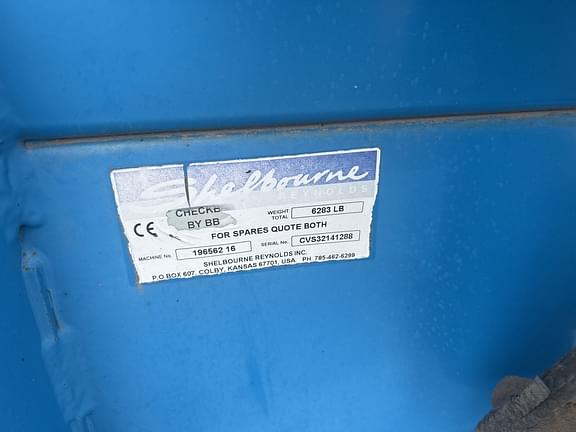 Shelbourne
REYNOLDS
CE
CHECKE
BY BB
WEIGHT TOTAL 6283 LB
FOR SPARES QUOTE BOTH
MACHINE No. 196562 16 SERIAL No. CVS32141288
SHELBOURNE REYNOLDS INC.
P.O BOX 607, COLBY, KANSAS 67701, USA. PH. 785-462-6299